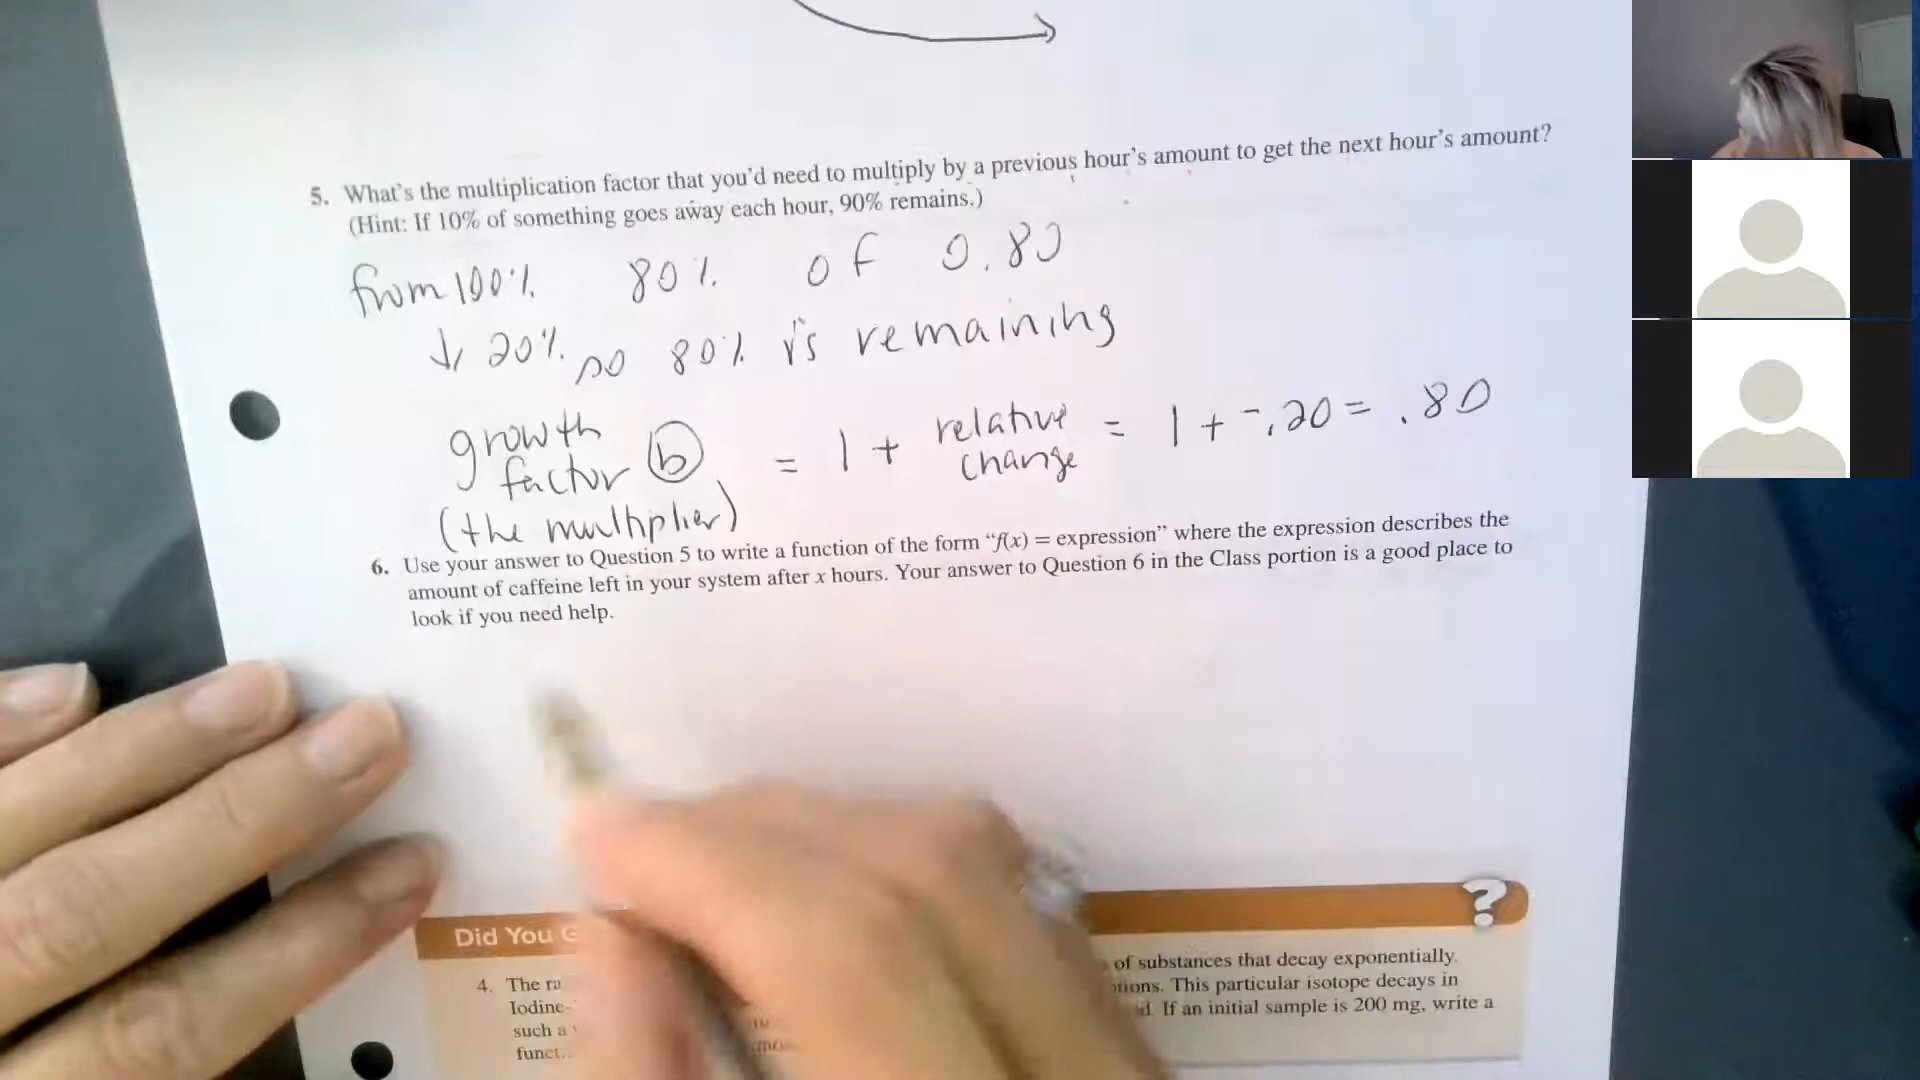 5. What's the multiplication factor that you'd need to multiply by a previous hour's amount to get the next hour's amount?
(Hint: If 10% of something goes away each hour, 90% remains.)
from 100% 80% of 0.80
↓ 20% so 80% is remaining
growth factor b = 1 + relative change = 1 + -.20 = .80
(the multiplier)
6. Use your answer to Question 5 to write a function of the form “f(x) = expression” where the expression describes the
amount of caffeine left in your system after x hours. Your answer to Question 6 in the Class portion is a good place to
look if you need help.
Did You
?
4. The
of substances that decay exponentially.
Iodine-
This particular isotope decays in
such a
If an initial sample is 200 mg, write a